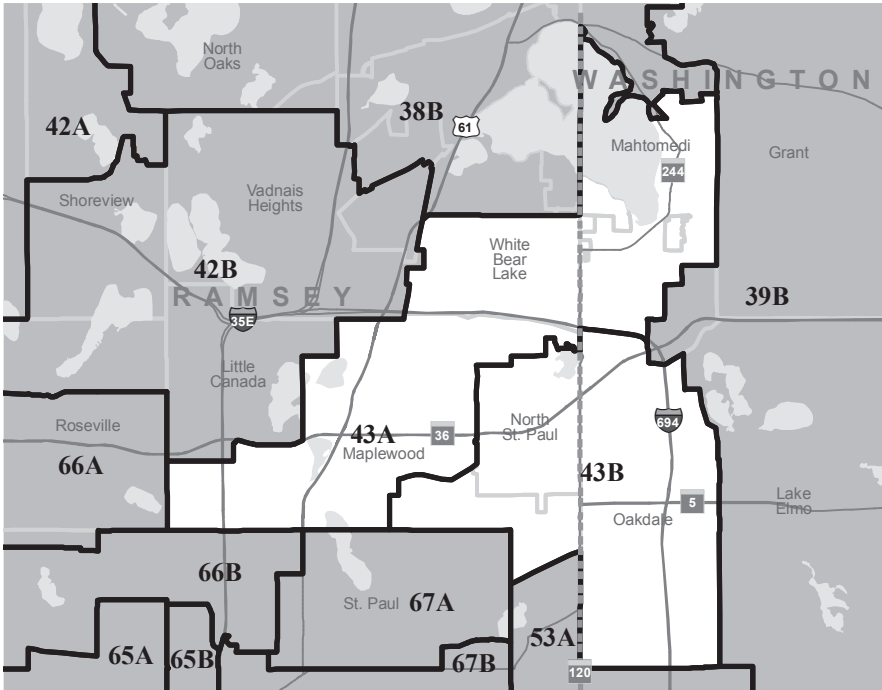 North
Oaks
WASHINGTON
42A
38B
61
Mahtomedi
Grant
244
Shoreview
Vadnais
Heights
White
Bear
Lake
42B
RAMSEY
39B
35E
Little
Canada
Roseville
North
St. Paul
694
43A
36
Maplewood
66A
43B
5
Lake
Elmo
Oakdale
66B
St. Paul
67A
53A
65A
65B
67B
120